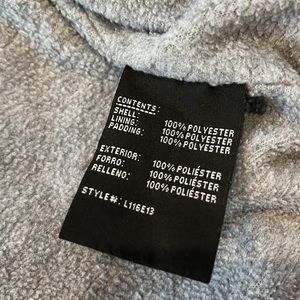 CONTENTS:
SHELL: 100% POLYESTER
LINING: 100% POLYESTER
PADDING: 100% POLYESTER
EXTERIOR: 100% POLIÉSTER
FORRO: 100% POLIÉSTER
RELLENO: 100% POLIÉSTER
STYLE#: L116E13